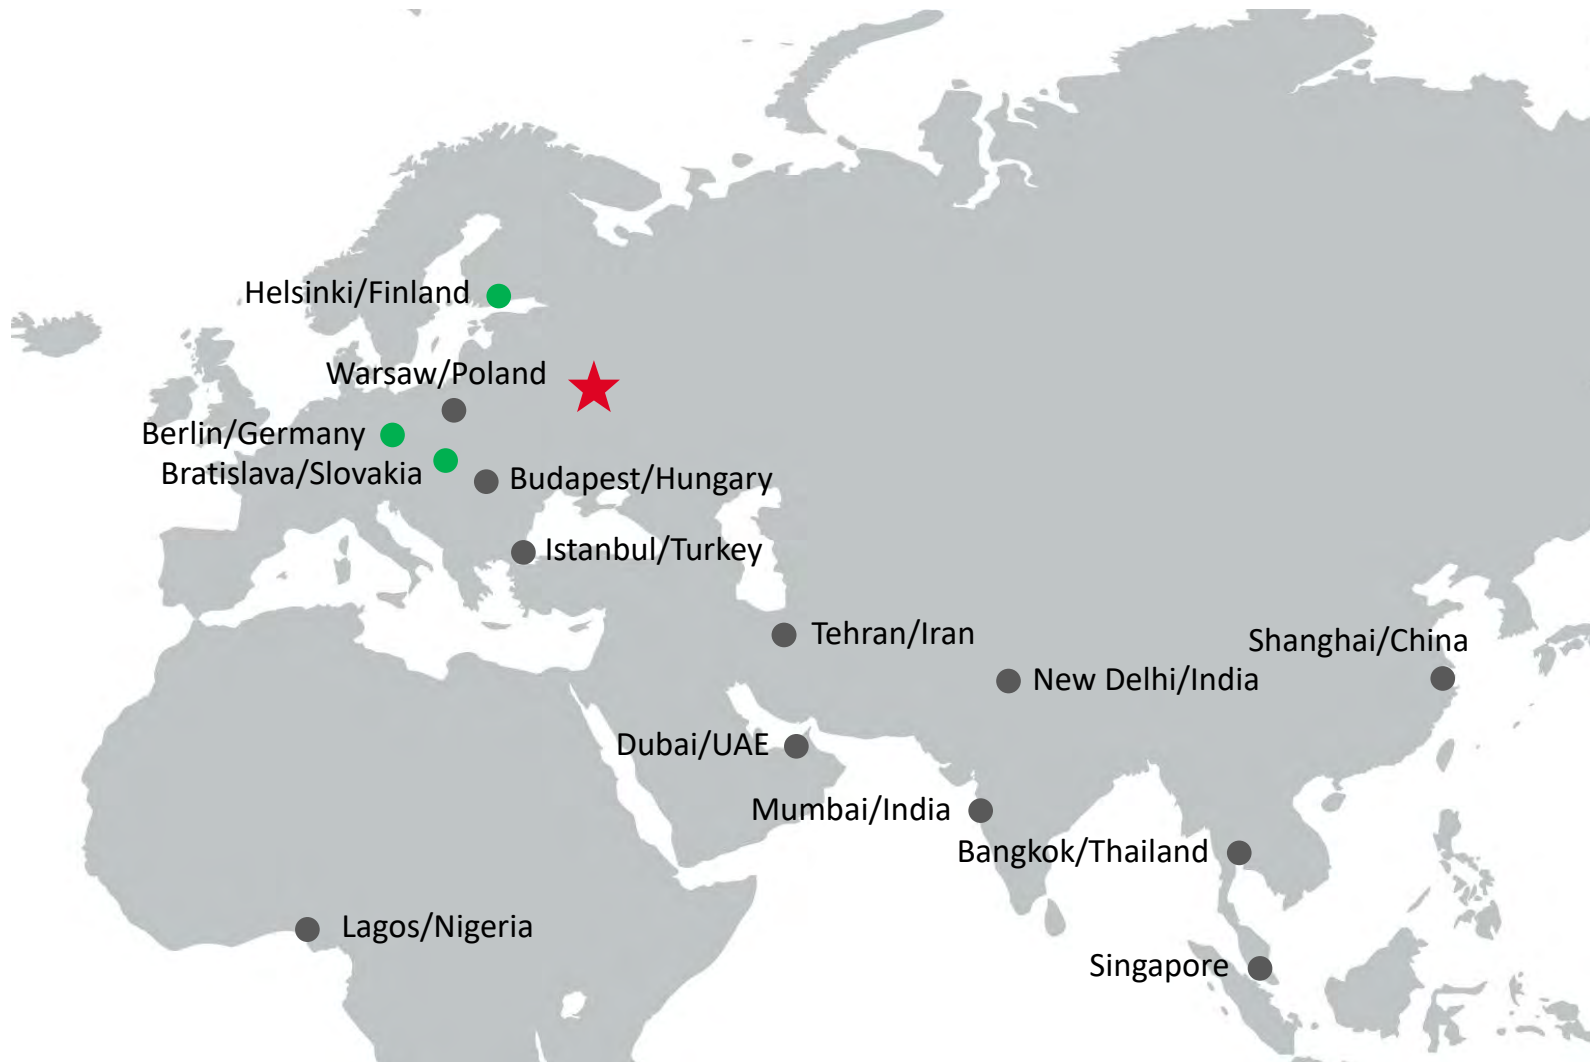 Helsinki/Finland
Warsaw/Poland
Berlin/Germany
Bratislava/Slovakia
Budapest/Hungary
Istanbul/Turkey
Tehran/Iran
Shanghai/China
New Delhi/India
Dubai/UAE
Mumbai/India
Bangkok/Thailand
Lagos/Nigeria
Singapore